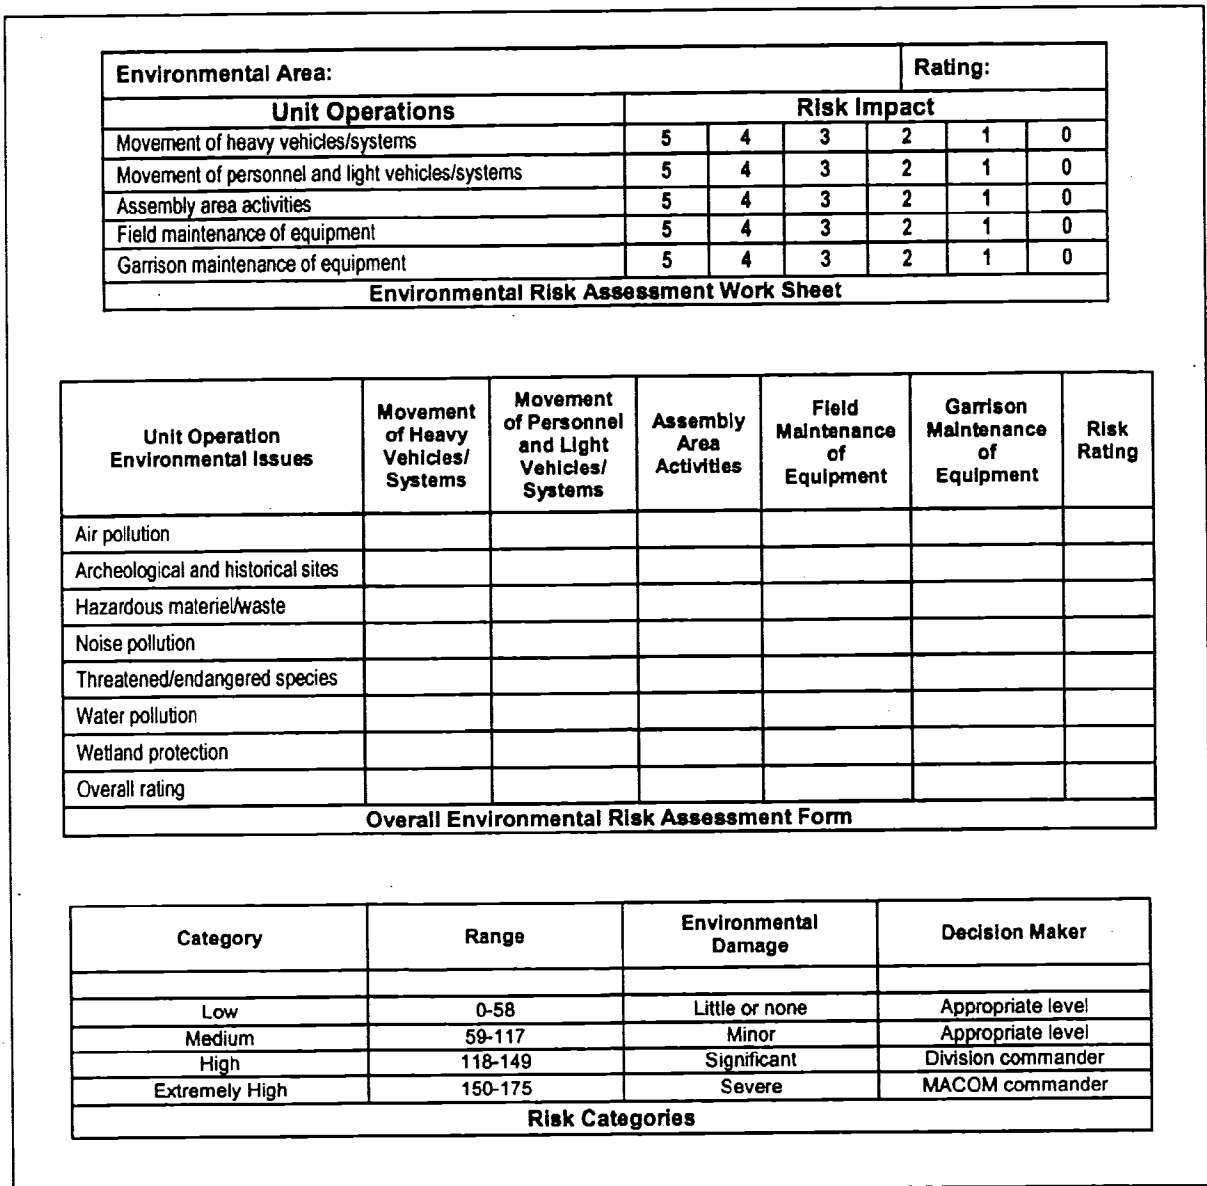 Environmental Area: Rating:
Unit Operations Risk Impact
Movement of heavy vehicles/systems 5 4 3 2 1 0
Movement of personnel and light vehicles/systems 5 4 3 2 1 0
Assembly area activities 5 4 3 2 1 0
Field maintenance of equipment 5 4 3 2 1 0
Garrison maintenance of equipment 5 4 3 2 1 0
Environmental Risk Assessment Work Sheet
Unit Operation
Environmental Issues
Movement
of Heavy
Vehicles/
Systems
Movement
of Personnel
and Light
Vehicles/
Systems
Assembly
Area
Activities
Field
Maintenance
of
Equipment
Garrison
Maintenance
of
Equipment
Risk
Rating
Air pollution
Archeological and historical sites
Hazardous materiel/waste
Noise pollution
Threatened/endangered species
Water pollution
Wetland protection
Overall rating
Overall Environmental Risk Assessment Form
Category
Range
Environmental
Damage
Decision Maker
Low 0-58 Little or none Appropriate level
Medium 59-117 Minor Appropriate level
High 118-149 Significant Division commander
Extremely High 150-175 Severe MACOM commander
Risk Categories